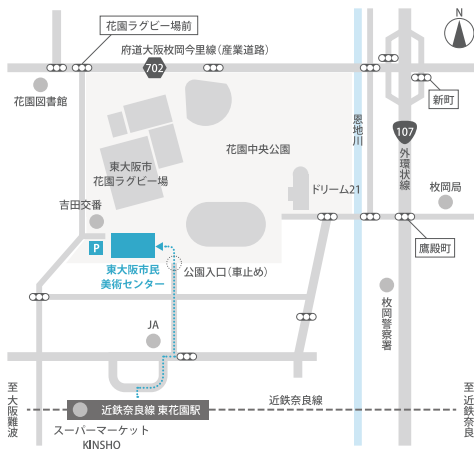 花園ラグビー場前
N
府道大阪枚岡今里線(産業道路)
702
花園図書館
新町
恩地川
107
外環状線
花園中央公園
東大阪市
花園ラグビー場
ドリーム21
枚岡局
吉田交番
鷹殿町
P
東大阪市民
美術センター
公園入口(車止め)
枚岡警察署
JA
至大阪難波
近鉄奈良線 東花園駅
近鉄奈良線
至近鉄奈良
スーパーマーケット
KINSHO